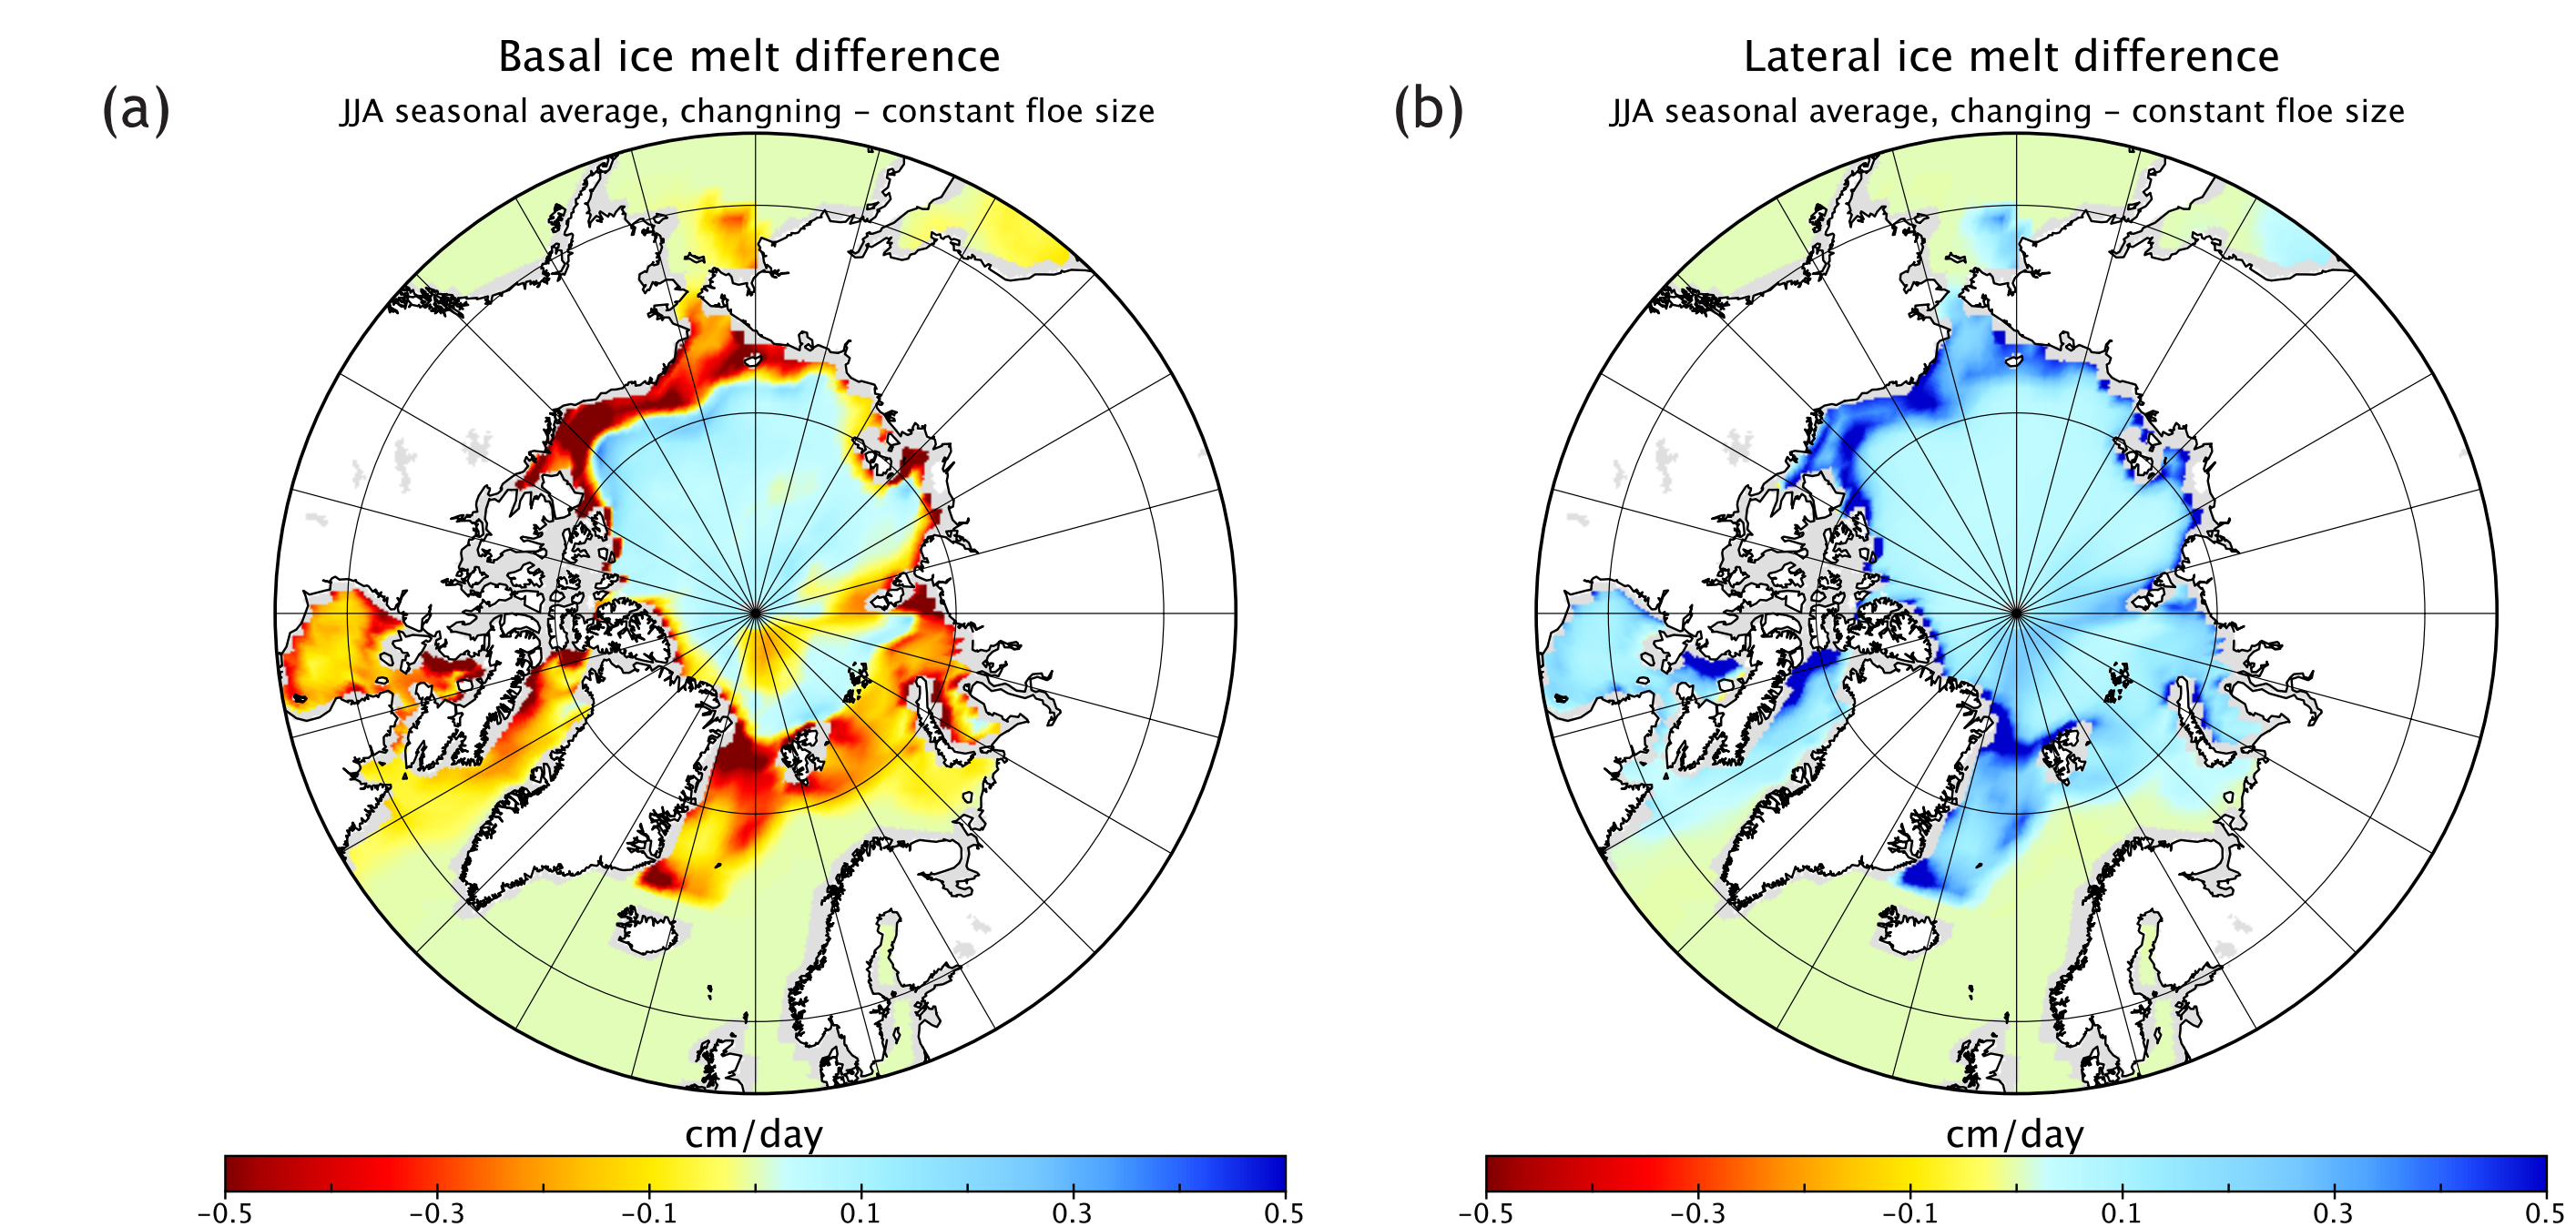 Basal ice melt difference
(a)
JJA seasonal average, changning – constant floe size
cm/day
−0.5 −0.3 −0.1 0.1 0.3 0.5
Lateral ice melt difference
(b)
JJA seasonal average, changing – constant floe size
cm/day
−0.5 −0.3 −0.1 0.1 0.3 0.5